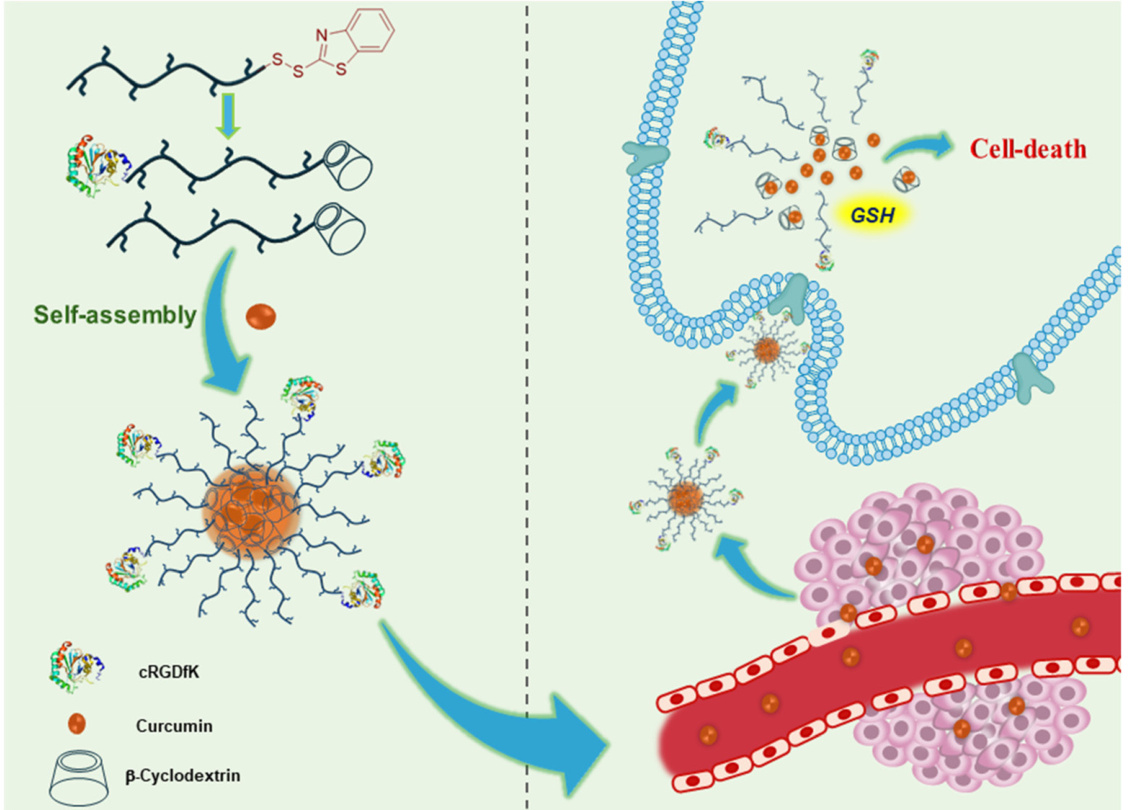 N
S
S
S
Self-assembly
cRGDfK
Curcumin
β-Cyclodextrin
Cell-death
GSH